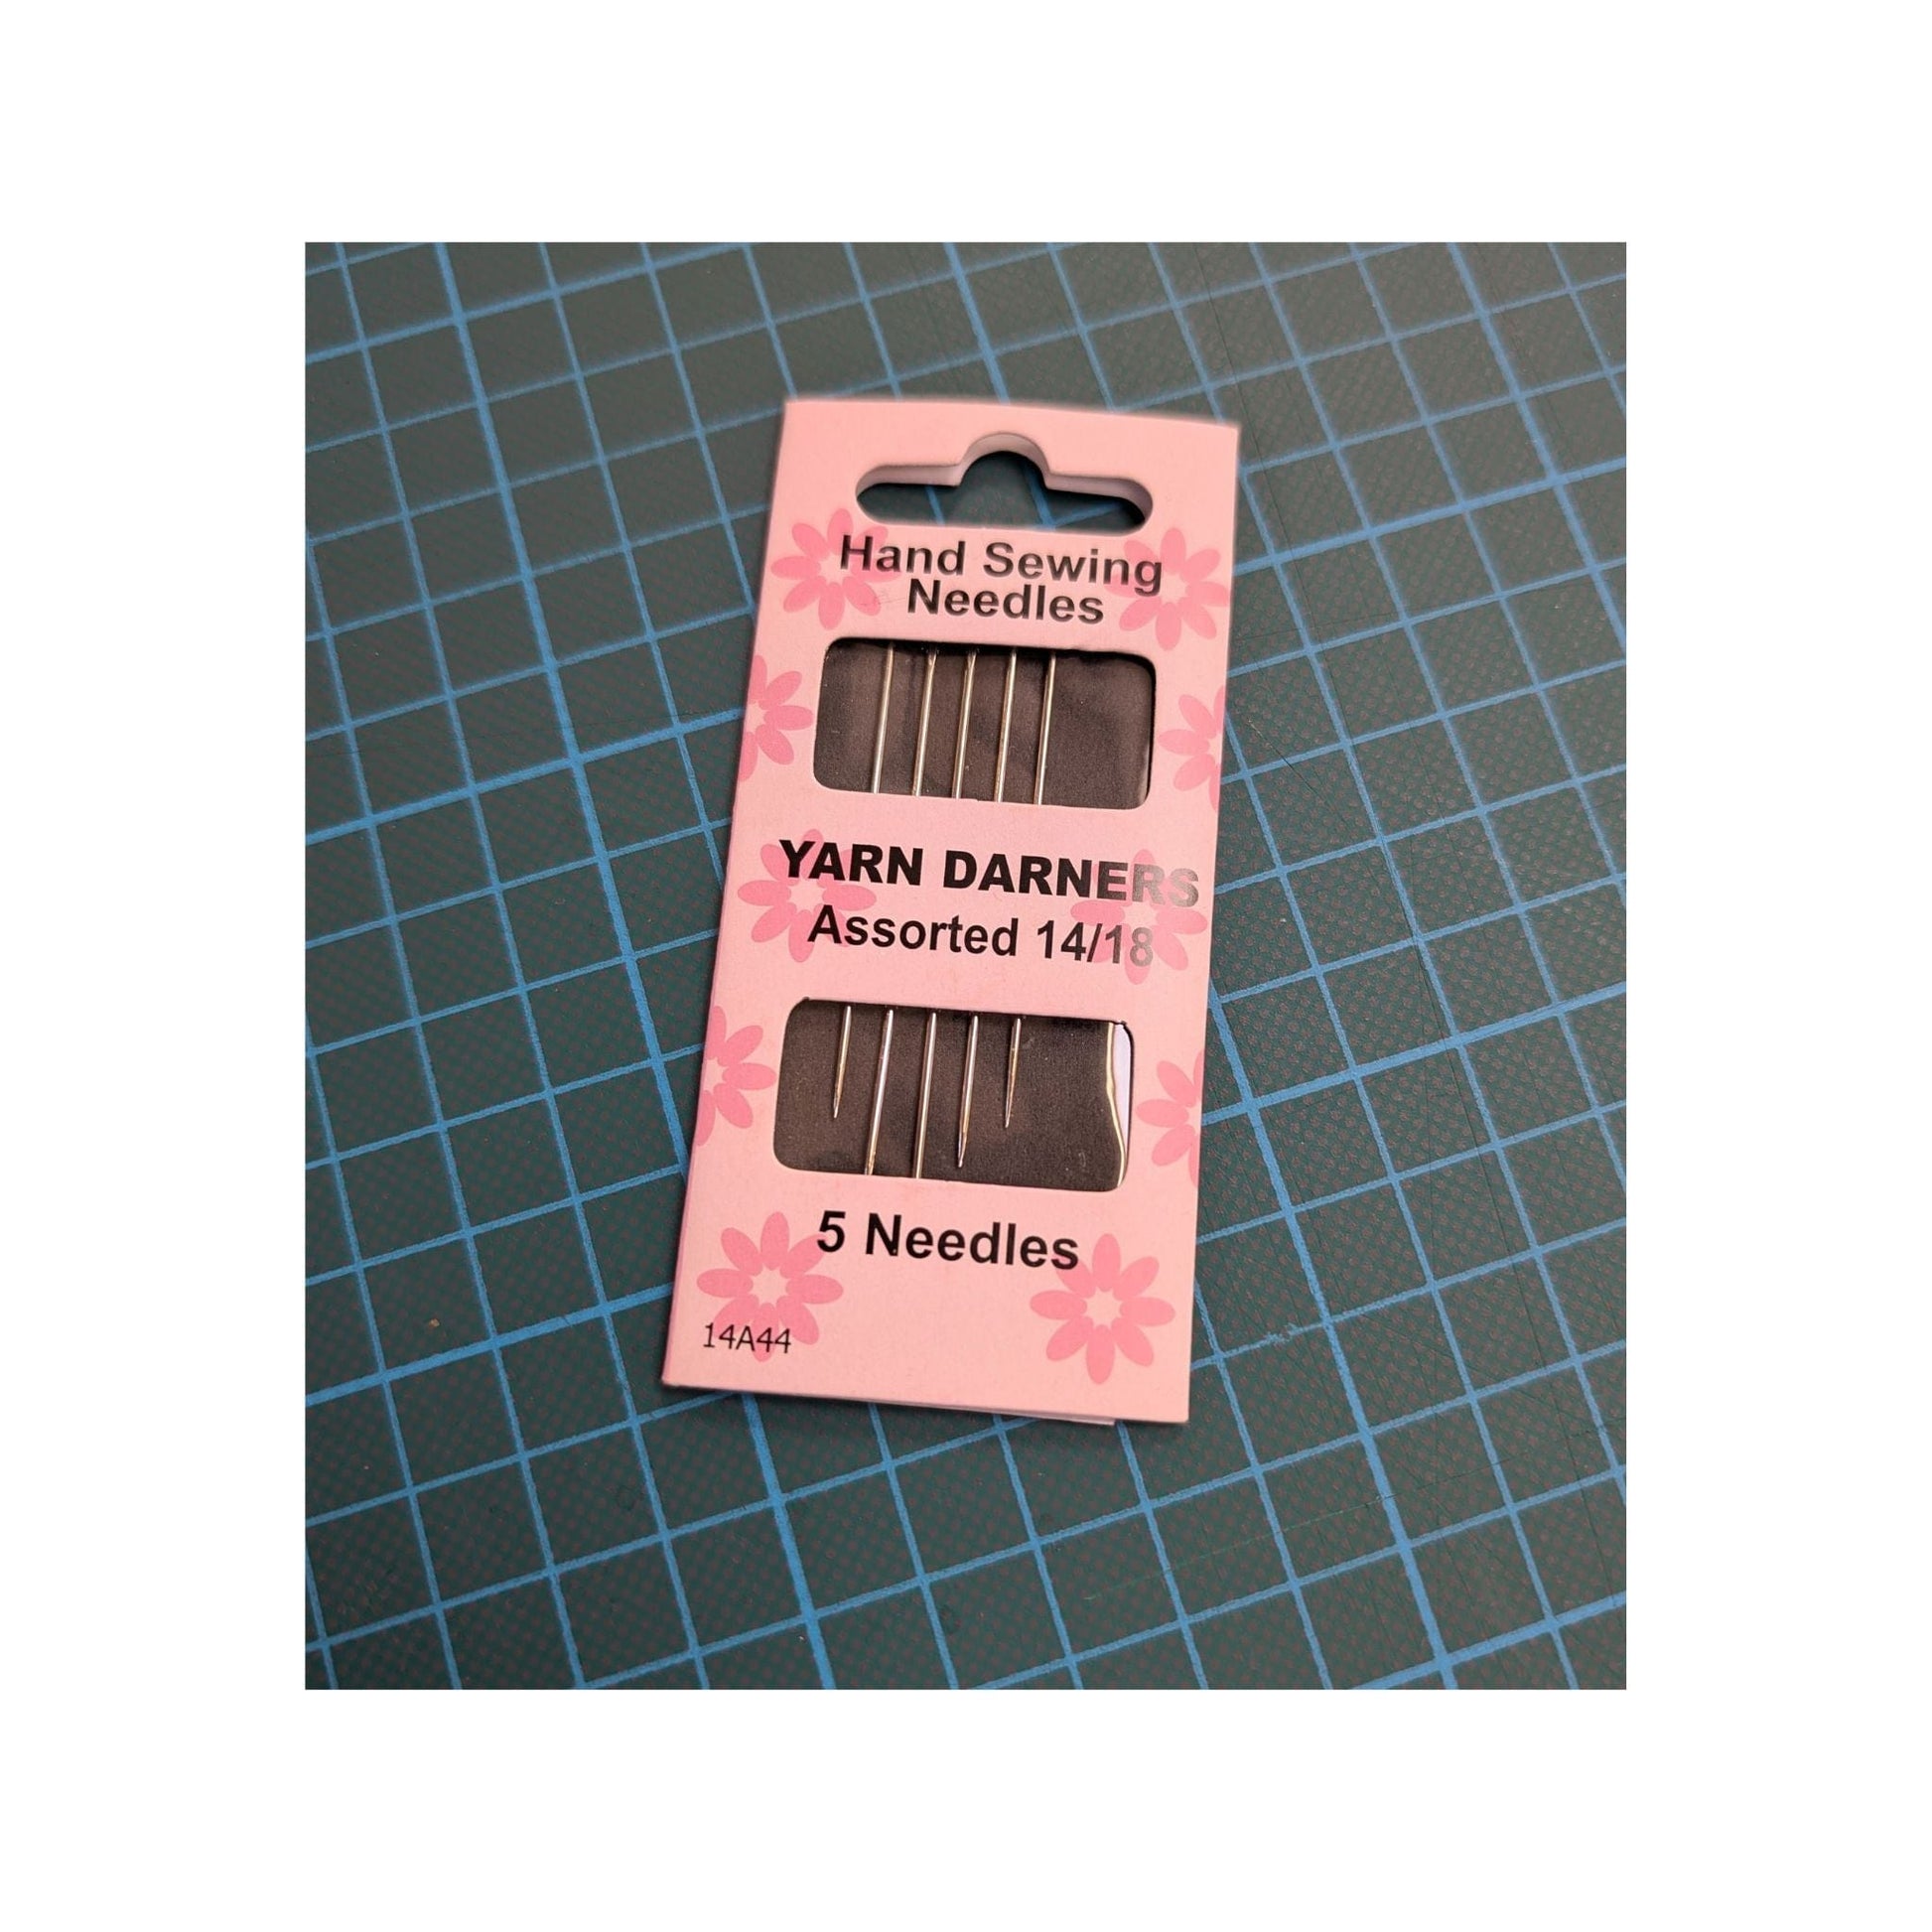 Hand Sewing
Needles
YARN DARNERS
Assorted 14/18
5 Needles
14A44